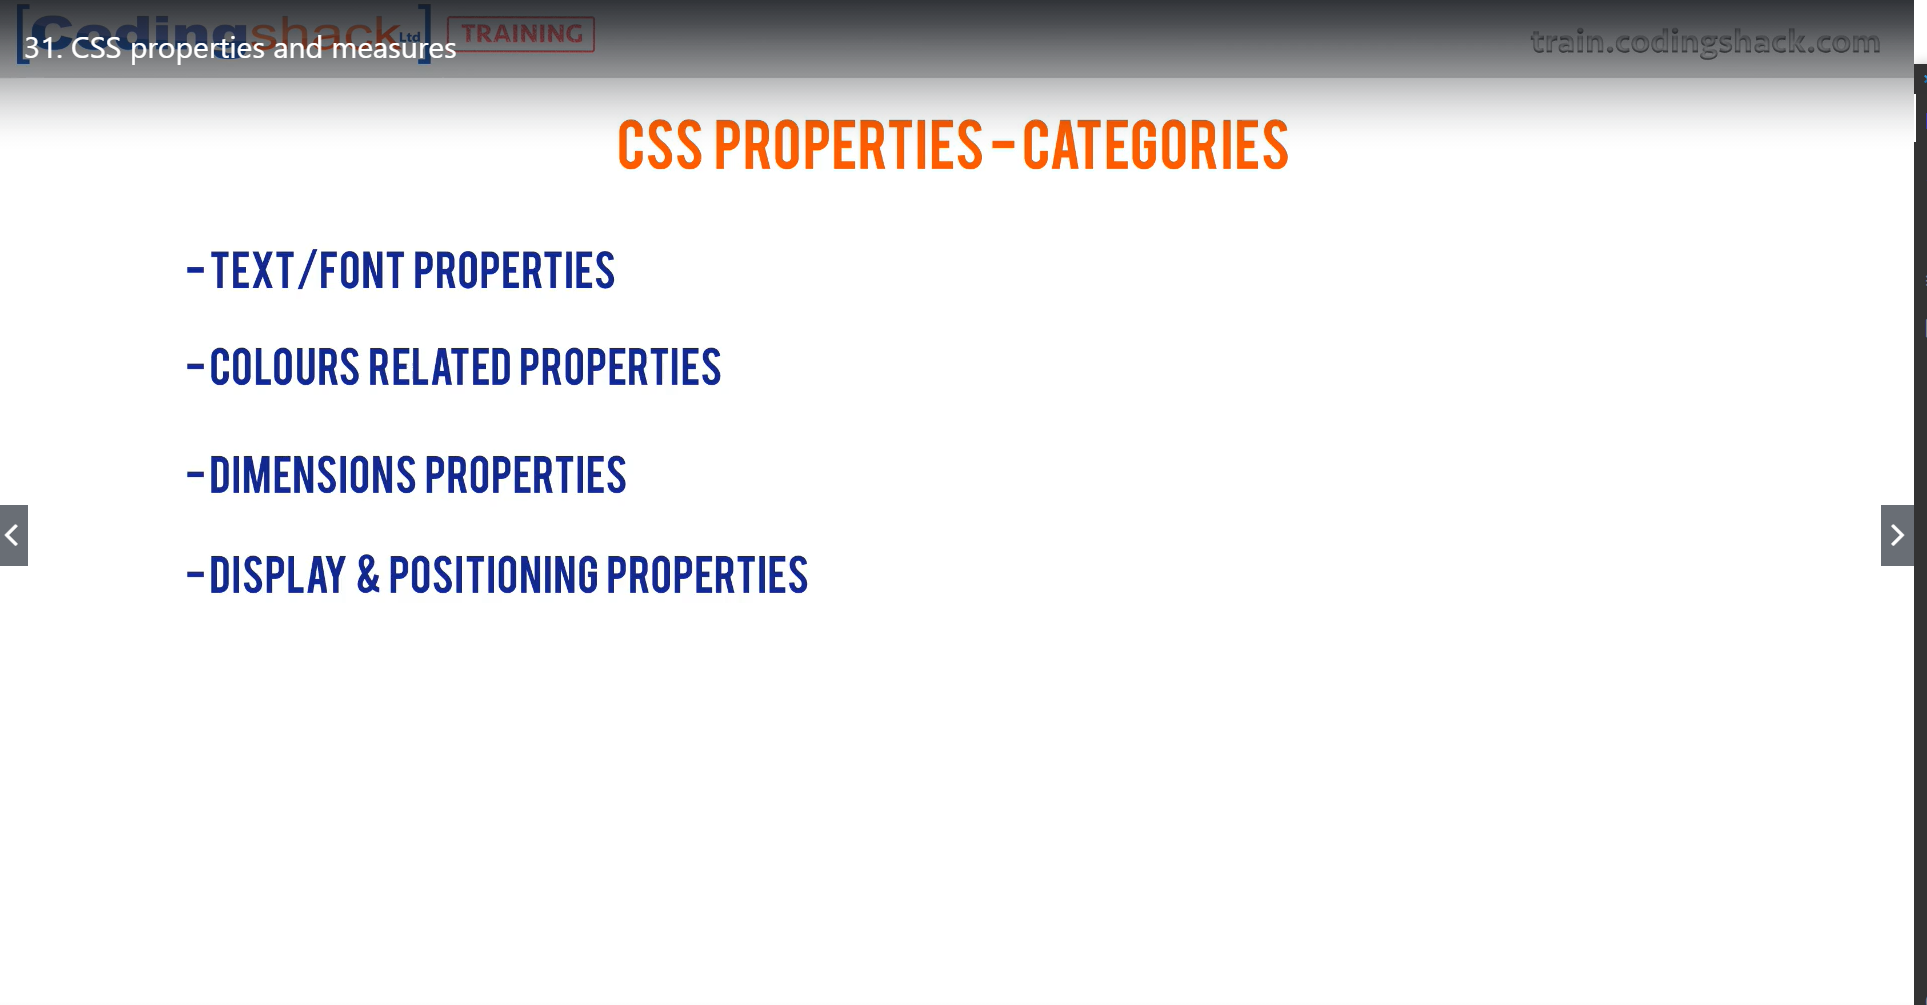 [Codingshack Ltd] TRAINING
31. CSS properties and measures
train.codingshack.com
CSS PROPERTIES - CATEGORIES
- TEXT/FONT PROPERTIES
- COLOURS RELATED PROPERTIES
- DIMENSIONS PROPERTIES
- DISPLAY & POSITIONING PROPERTIES